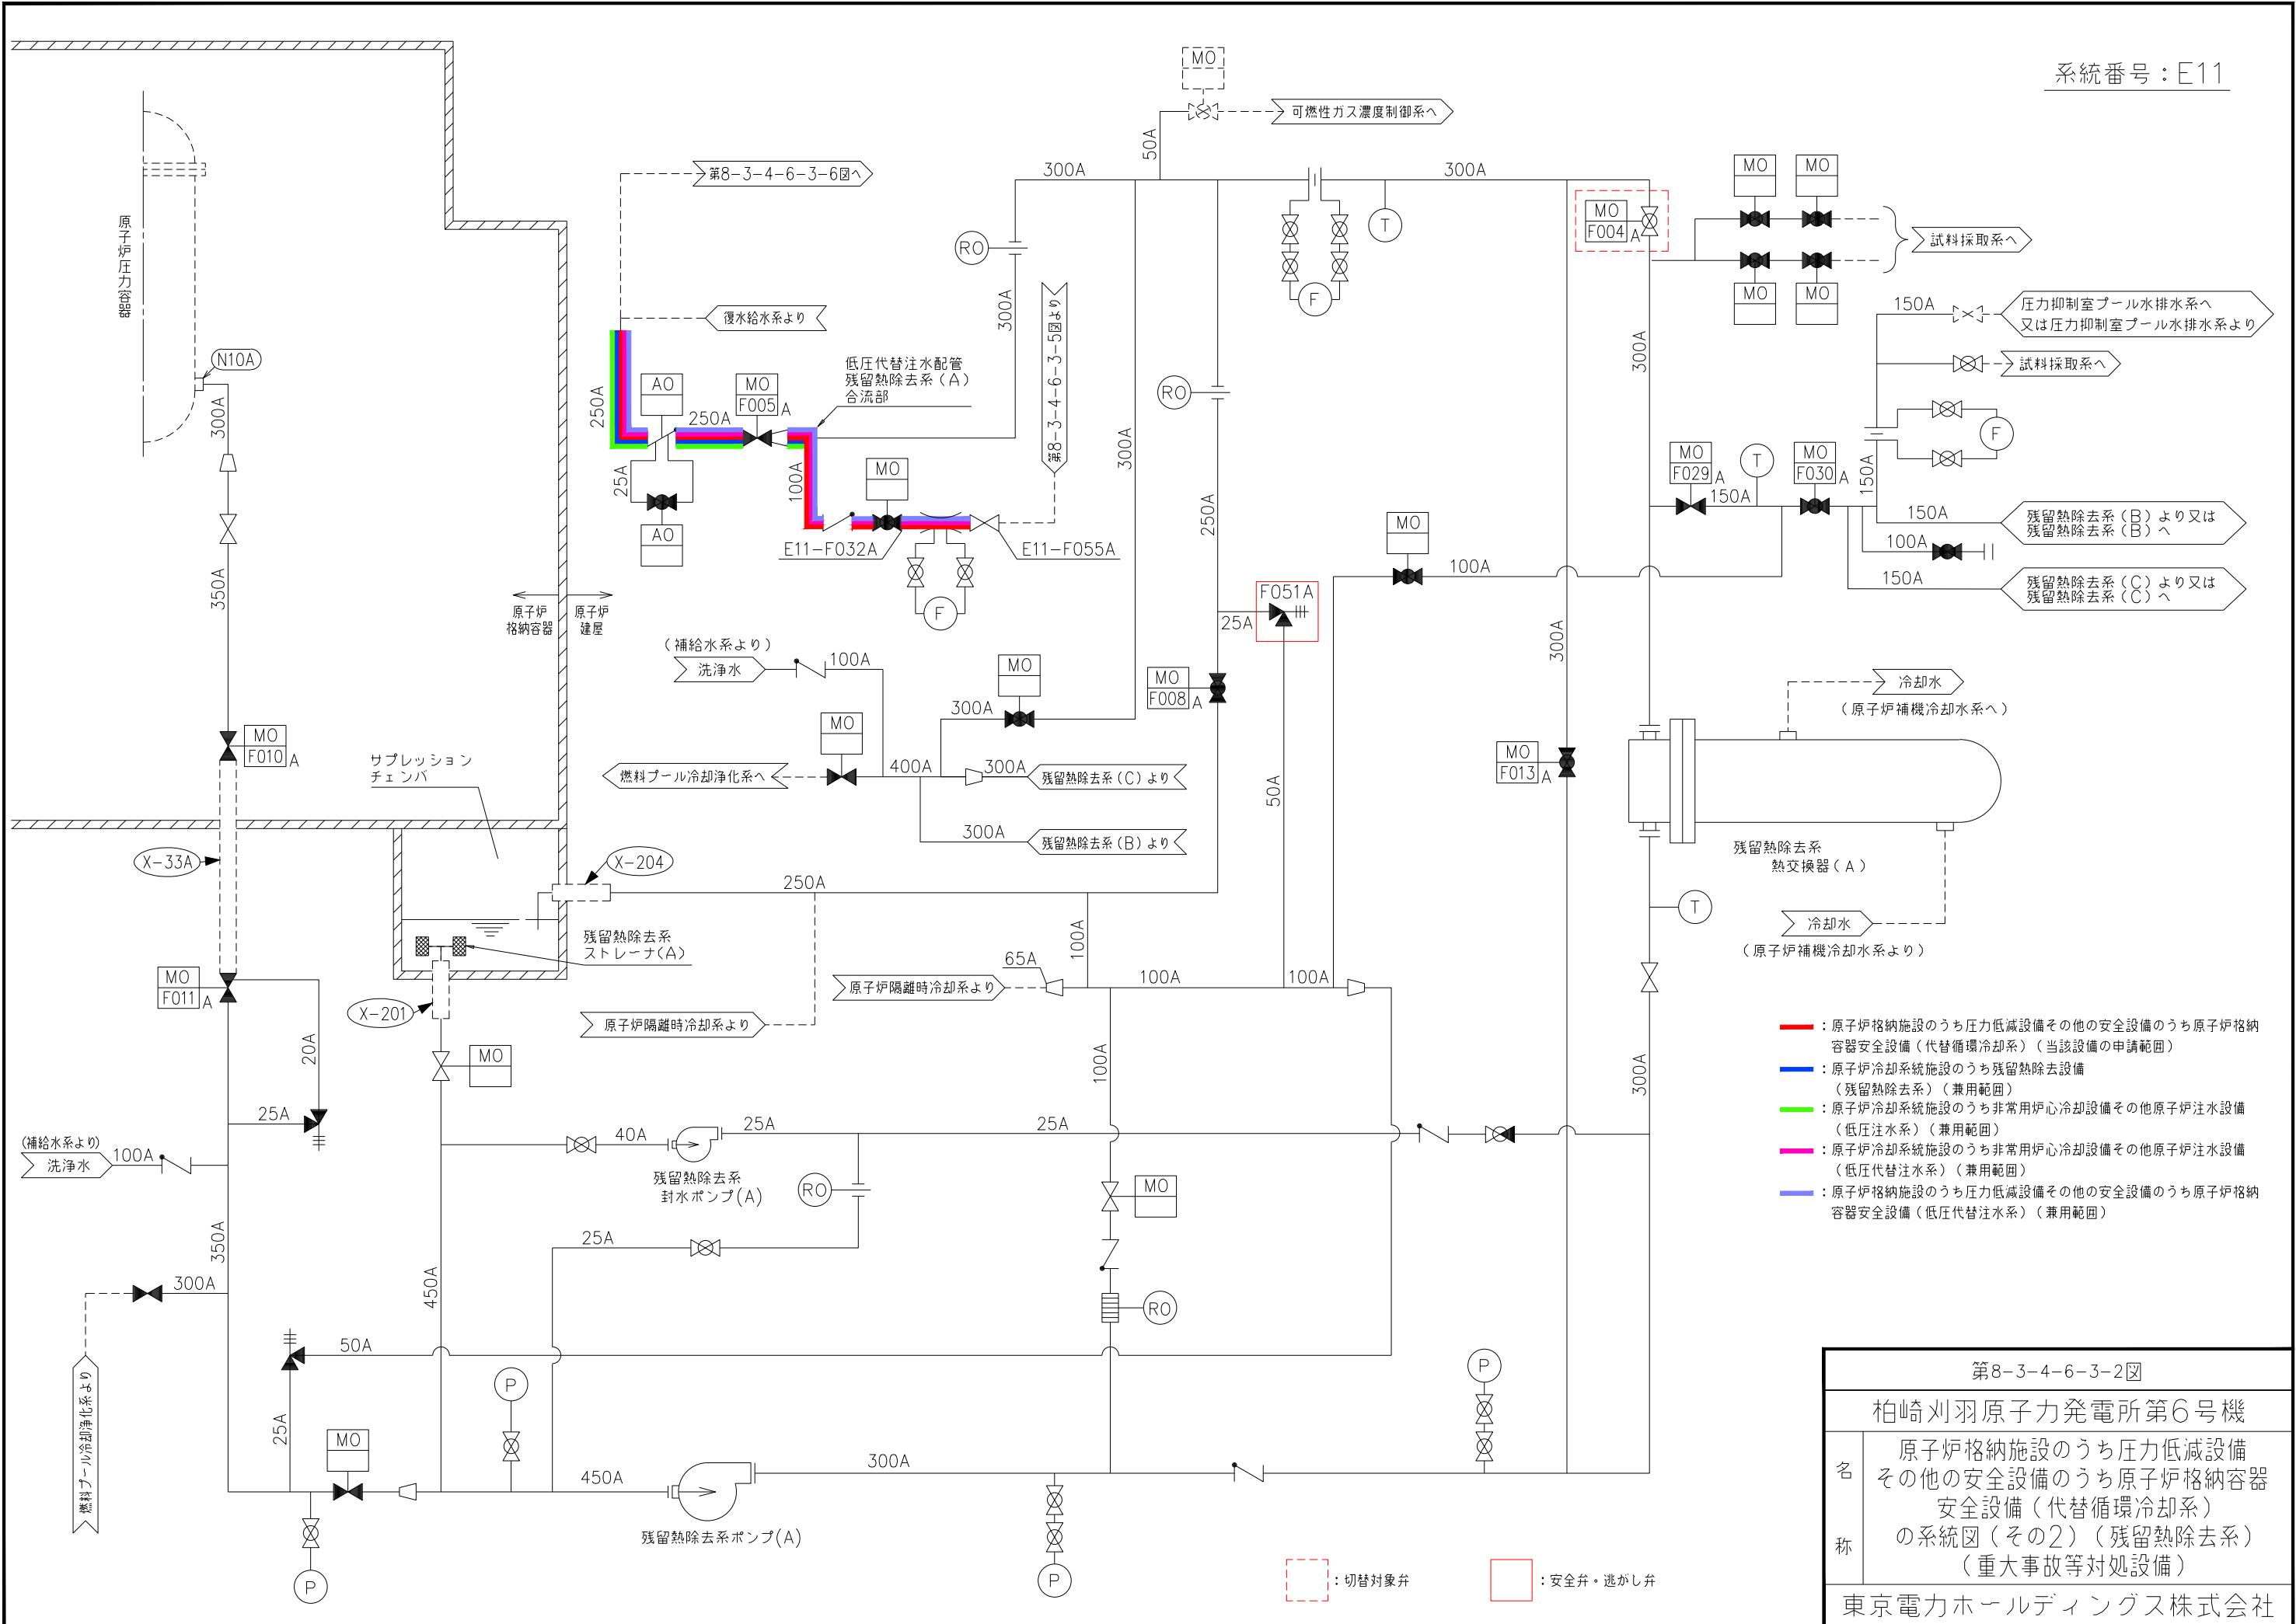 系統番号：E11
MO
可燃性ガス濃度制御系へ
50A
第8-3-4-6-3-6図へ
300A
300A
MO
MO
原子炉圧力容器
MO
F004
A
T
試料採取系へ
RO
F
MO
MO
復水給水系より
300A
第8-3-4-6-3-5図より
300A
150A
圧力抑制室プール水排水系へ
又は圧力抑制室プール水排水系より
試料採取系へ
N10A
低圧代替注水配管
残留熱除去系(A)
合流部
250A
AO
MO
F005
A
250A
RO
300A
300A
F
MO
F029
A
T
MO
F030
A
150A
150A
25A
100A
MO
AO
E11-F032A
E11-F055A
250A
MO
100A
150A
残留熱除去系(B)より又は
残留熱除去系(B)へ
100A
150A
残留熱除去系(C)より又は
残留熱除去系(C)へ
350A
原子炉
格納容器
原子炉
建屋
F
F051A
25A
300A
(補給水系より)
洗浄水
100A
MO
MO
F008
A
300A
MO
冷却水
(原子炉補機冷却水系へ)
MO
F010
A
サプレッション
チェンバ
燃料プール冷却浄化系へ
400A
300A
残留熱除去系(C)より
50A
MO
F013
A
300A
残留熱除去系(B)より
残留熱除去系
熱交換器(A)
X-33A
X-204
250A
T
冷却水
(原子炉補機冷却水系より)
残留熱除去系
ストレーナ(A)
100A
MO
F011
A
65A
原子炉隔離時冷却系より
100A
100A
X-201
原子炉隔離時冷却系より
20A
MO
100A
300A
：原子炉格納施設のうち圧力低減設備その他の安全設備のうち原子炉格納
容器安全設備(代替循環冷却系)(当該設備の申請範囲)
：原子炉冷却系統施設のうち残留熱除去設備
(残留熱除去系)(兼用範囲)
：原子炉冷却系統施設のうち非常用炉心冷却設備その他原子炉注水設備
(低圧注水系)(兼用範囲)
：原子炉冷却系統施設のうち非常用炉心冷却設備その他原子炉注水設備
(低圧代替注水系)(兼用範囲)
：原子炉格納施設のうち圧力低減設備その他の安全設備のうち原子炉格納
容器安全設備(低圧代替注水系)(兼用範囲)
25A
40A
25A
25A
(補給水系より)
洗浄水
100A
残留熱除去系
封水ポンプ(A)
RO
MO
350A
25A
300A
450A
RO
燃料プール冷却浄化系より
50A
P
P
25A
MO
450A
300A
残留熱除去系ポンプ(A)
P
P
：切替対象弁
：安全弁・逃がし弁
第8-3-4-6-3-2図
柏崎刈羽原子力発電所第6号機
名称
原子炉格納施設のうち圧力低減設備
その他の安全設備のうち原子炉格納容器
安全設備(代替循環冷却系)
の系統図(その2)(残留熱除去系)
(重大事故等対処設備)
東京電力ホールディングス株式会社